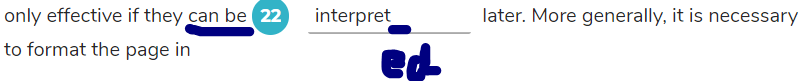 only effective if they can be 22 interpret_ later. More generally, it is necessary
to format the page in
ed